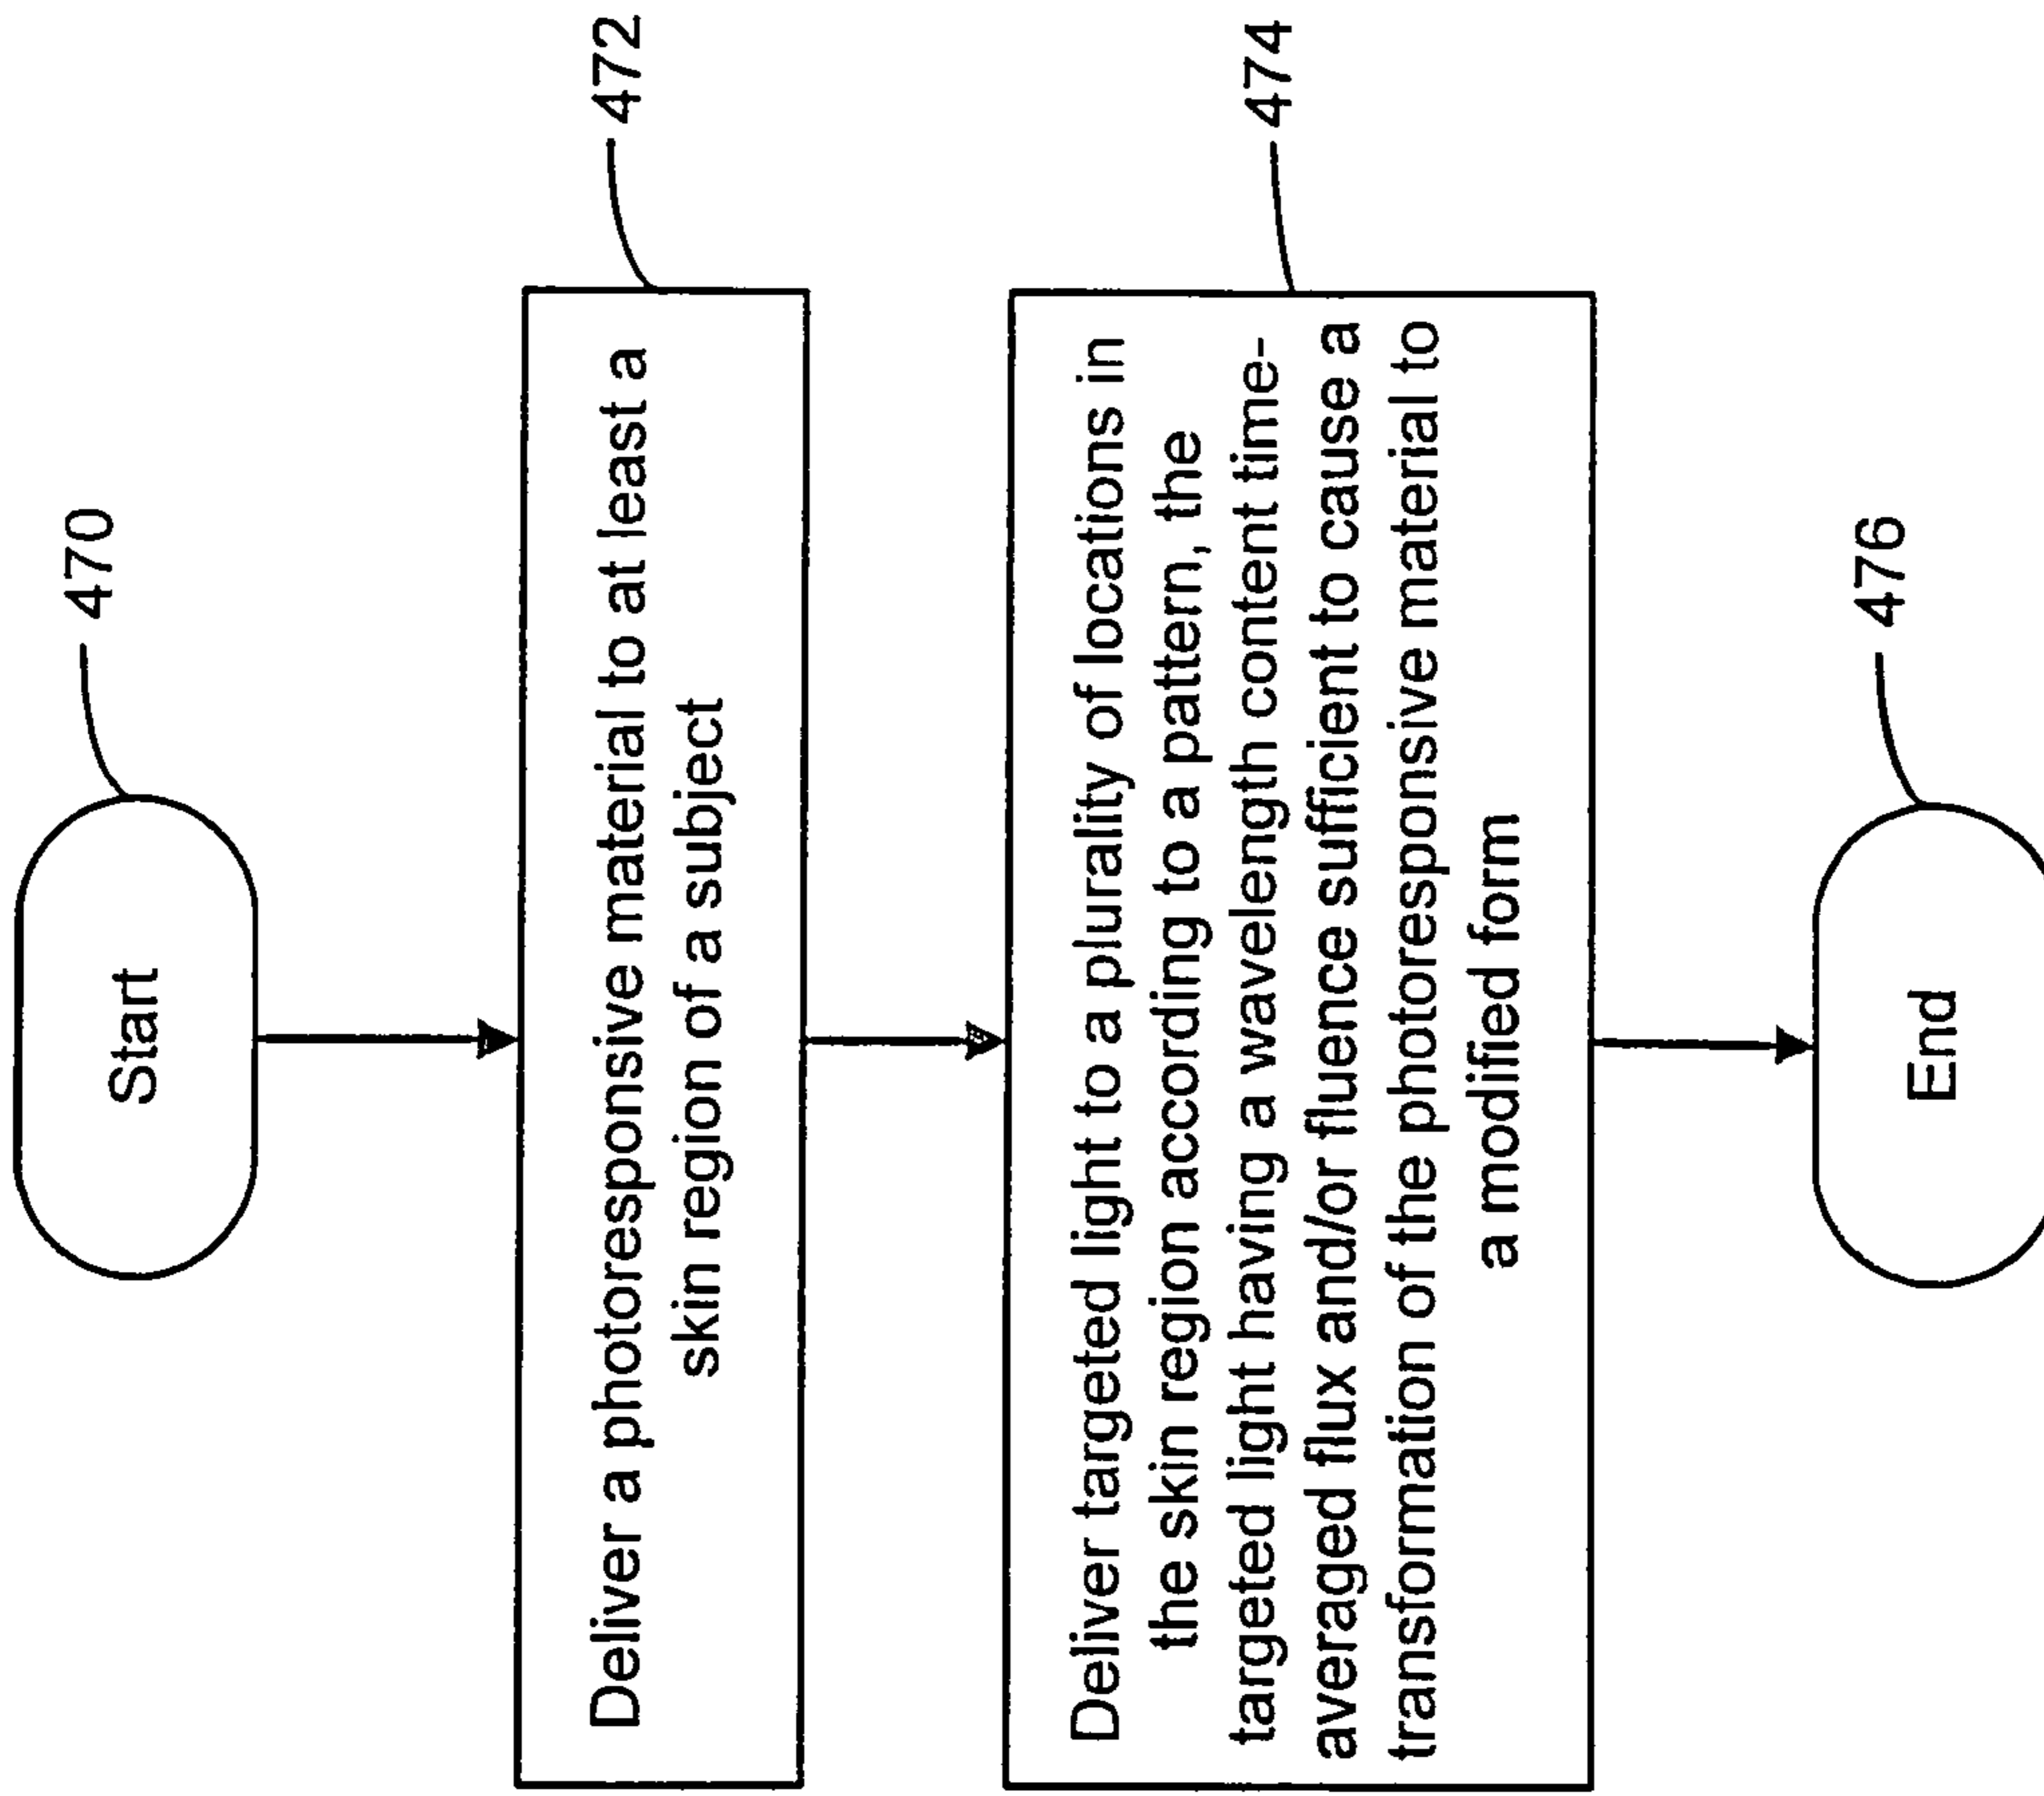 Start
470
Deliver a photoresponsive material to at least a
skin region of a subject
472
Deliver targeted light to a plurality of locations in
the skin region according to a pattern, the
targeted light having a wavelength content time-
averaged flux and/or fluence sufficient to cause a
transformation of the photoresponsive material to
a modified form
474
End
476